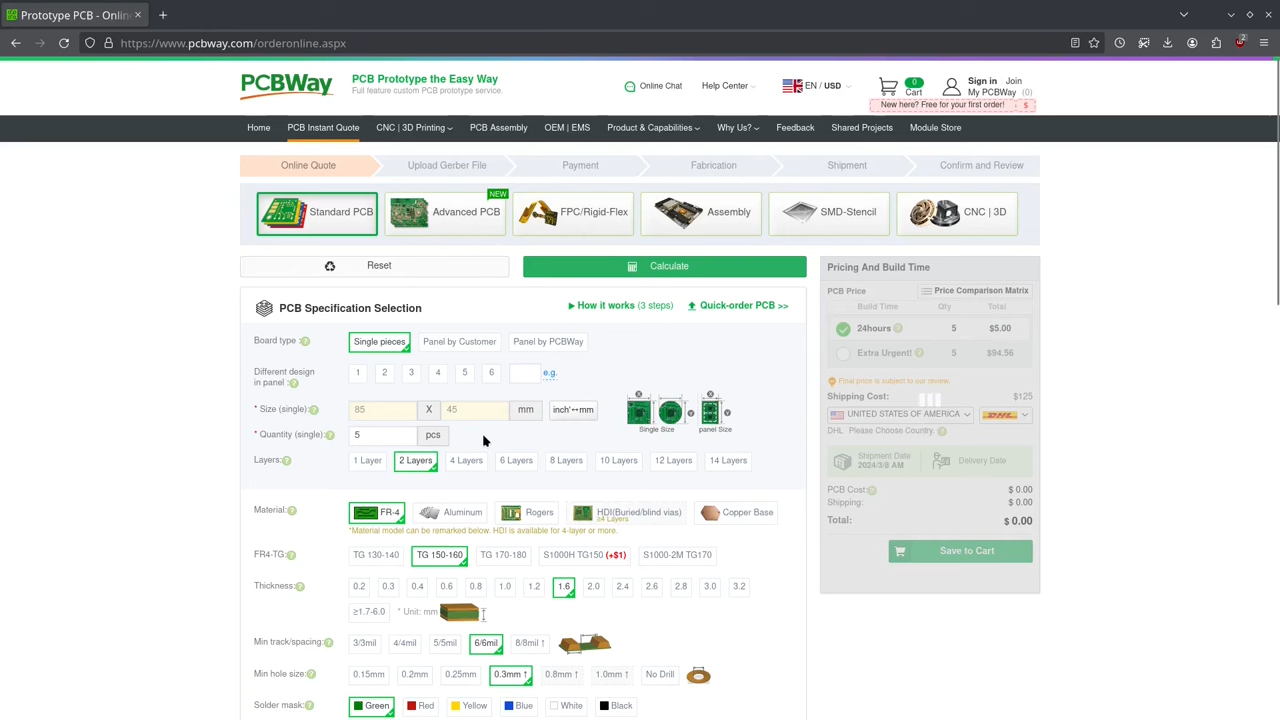 Prototype PCB - Onlin
https://www.pcbway.com/orderonline.aspx
2
PCBWay
PCB Prototype the Easy Way
Full feature custom PCB prototype service.
Online Chat
Help Center
EN / USD
0
Cart
Sign in Join
My PCBWay (0)
New here? Free for your first order! $
Home
PCB Instant Quote
CNC | 3D Printing
PCB Assembly
OEM | EMS
Product & Capabilities
Why Us?
Feedback
Shared Projects
Module Store
Online Quote
Upload Gerber File
Payment
Fabrication
Shipment
Confirm and Review
Standard PCB
NEW
Advanced PCB
FPC/Rigid-Flex
Assembly
SMD-Stencil
CNC | 3D
Reset
Calculate
PCB Specification Selection
How it works (3 steps)
Quick-order PCB >>
Board type :?
Single pieces
Panel by Customer
Panel by PCBWay
Different design
in panel :?
1 2 3 4 5 6 e.g.
* Size (single):?
85 X 45 mm inch'↔mm
X Y X Y
Single Size panel Size
* Quantity (single):?
5 pcs
Layers:?
1 Layer 2 Layers 4 Layers 6 Layers 8 Layers 10 Layers 12 Layers 14 Layers
Material:?
FR-4 Aluminum Rogers HDI(Buried/blind vias) Copper Base
≥4 Layers
*Material model can be remarked below. HDI is available for 4-layer or more.
FR4-TG:?
TG 130-140 TG 150-160 TG 170-180 S1000H TG150 (+$1) S1000-2M TG170
Thickness:?
0.2 0.3 0.4 0.6 0.8 1.0 1.2 1.6 2.0 2.4 2.6 2.8 3.0 3.2
≥1.7-6.0 * Unit: mm
Min track/spacing:?
3/3mil 4/4mil 5/5mil 6/6mil 8/8mil ↑
Min hole size:?
0.15mm 0.2mm 0.25mm 0.3mm ↑ 0.8mm ↑ 1.0mm ↑ No Drill
Solder mask:?
Green Red Yellow Blue White Black
Pricing And Build Time
PCB Price
Price Comparison Matrix
Build Time Qty Total
24hours ? 5 $5.00
Extra Urgent! ? 5 $94.56
Final price is subject to our review.
Shipping Cost: $125
UNITED STATES OF AMERICA
DHL
DHL Please Choose Country. ?
Shipment Date
2024/3/8 AM
Delivery Date
PCB Cost:? $ 0.00
Shipping: $ 0.00
Total: $ 0.00
Save to Cart